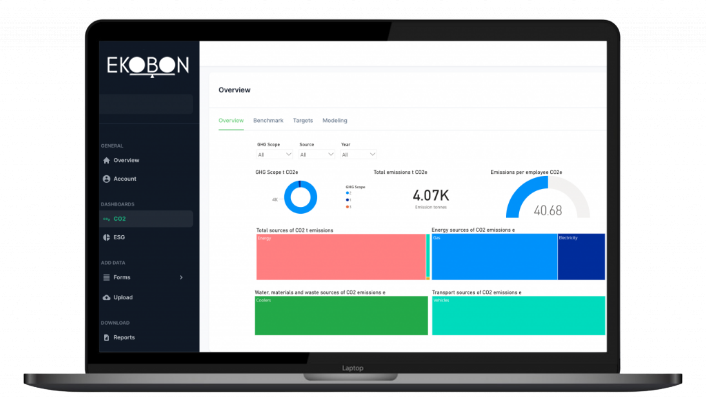 EKOBON
Overview
GENERAL
Overview
Account
DASHBOARDS
CO2
ESG
ADD DATA
Forms
Upload
DOWNLOAD
Reports
Overview Benchmark Targets Modeling
GHG Scope Source Year
All All All
GHG Scope t CO2e
GHG Scope
Total emissions t CO2e
4.07K
Emissions per employee CO2e
40.68
Total sources of CO2 t emissions
Energy
Energy sources of CO2 emissions e
Gas
Electricity
Water, materials and waste sources of CO2 emissions e
Transport sources of CO2 emissions e
Vehicles
Laptop